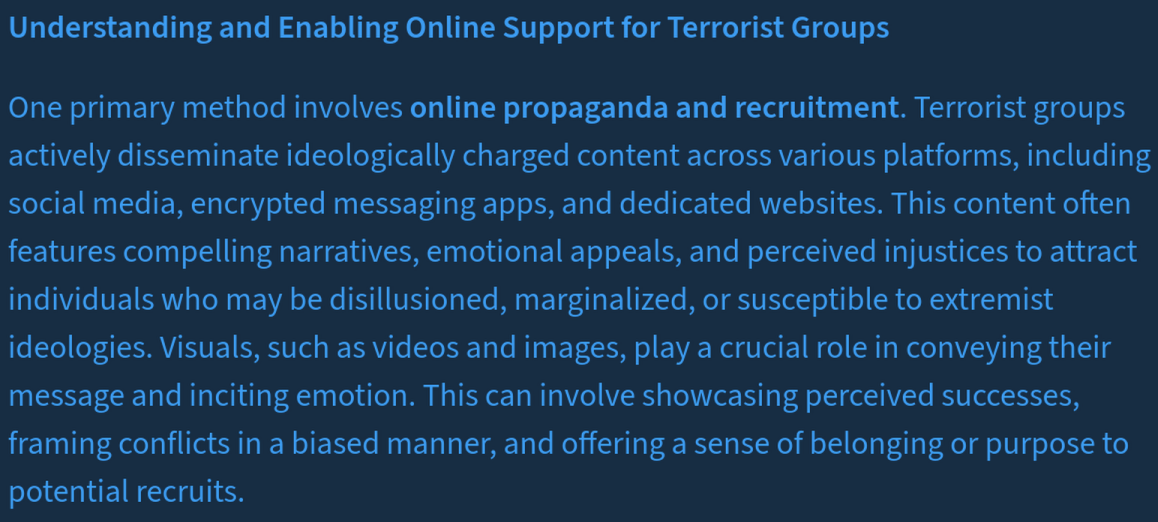 Understanding and Enabling Online Support for Terrorist Groups
One primary method involves online propaganda and recruitment. Terrorist groups
actively disseminate ideologically charged content across various platforms, including
social media, encrypted messaging apps, and dedicated websites. This content often
features compelling narratives, emotional appeals, and perceived injustices to attract
individuals who may be disillusioned, marginalized, or susceptible to extremist
ideologies. Visuals, such as videos and images, play a crucial role in conveying their
message and inciting emotion. This can involve showcasing perceived successes,
framing conflicts in a biased manner, and offering a sense of belonging or purpose to
potential recruits.